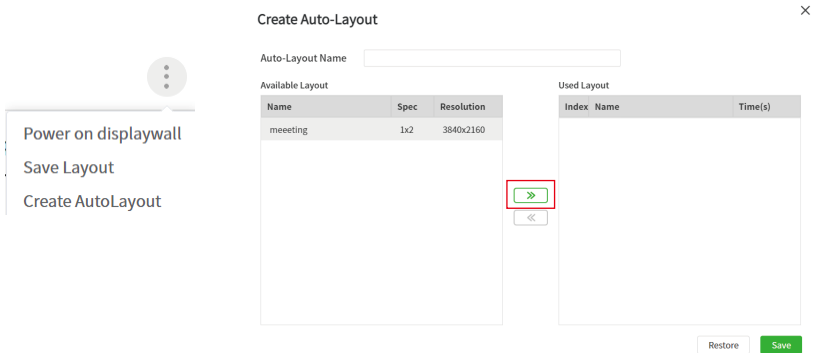 Power on displaywall
Save Layout
Create AutoLayout
Create Auto-Layout
Auto-Layout Name
Available Layout
Name Spec Resolution
meeeting 1x2 3840x2160
Used Layout
Index Name Time(s)
Restore Save